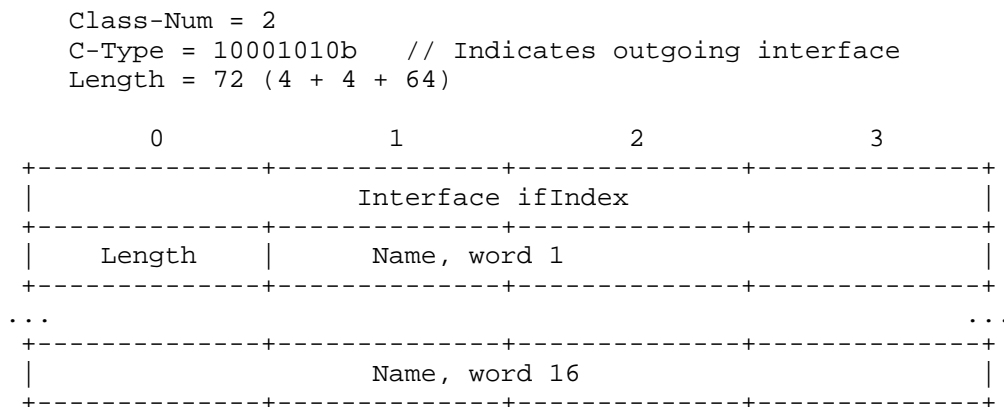 Class-Num = 2
C-Type = 10001010b   // Indicates outgoing interface
Length = 72 (4 + 4 + 64)
0 1 2 3
+--------------+--------------+--------------+--------------+
| Interface ifIndex |
+--------------+--------------+--------------+--------------+
| Length | Name, word 1 |
+--------------+--------------+--------------+--------------+
... ...
+--------------+--------------+--------------+--------------+
| Name, word 16 |
+--------------+--------------+--------------+--------------+